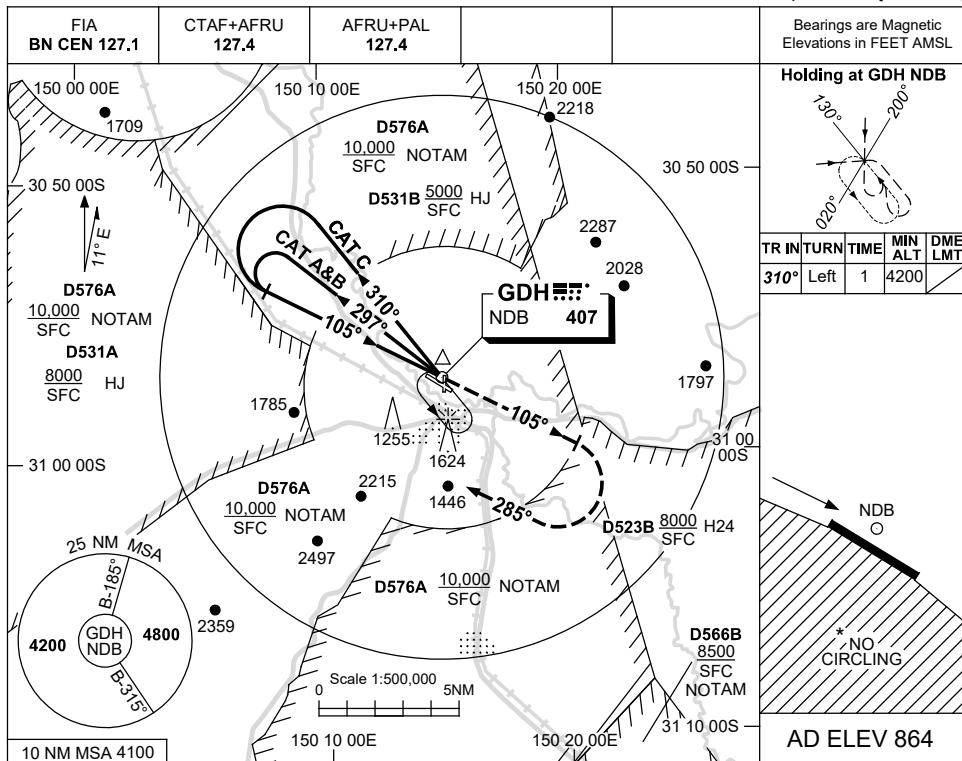 FIA
BN CEN 127.1
CTAF+AFRU
127.4
AFRU+PAL
127.4
Bearings are Magnetic
Elevations in FEET AMSL
150 00 00E
150 10 00E
150 20 00E
1709
2218
D576A
10,000
SFC
NOTAM
D531B
5000
SFC
HJ
30 50 00S
30 50 00S
11° E
2287
2028
CAT C
CAT A&B
310°
297°
105°
GDH
NDB 407
D576A
10,000
SFC
NOTAM
D531A
8000
SFC
HJ
1797
1785
1255
1624
105°
31 00
00S
31 00 00S
2215
1446
285°
D576A
10,000
SFC
NOTAM
2497
D523B
8000
SFC
H24
D576A
10,000
SFC
NOTAM
2359
D566B
8500
SFC
NOTAM
25 NM MSA
B-185°
4200
GDH
NDB
4800
B-315°
Scale 1:500,000
0
5NM
31 10 00S
150 10 00E
150 20 00E
10 NM MSA 4100
Holding at GDH NDB
130°
200°
020°
TR IN
TURN
TIME
MIN
ALT
DME
LMT
310°
Left
1
4200
NDB
* NO
CIRCLING
AD ELEV 864